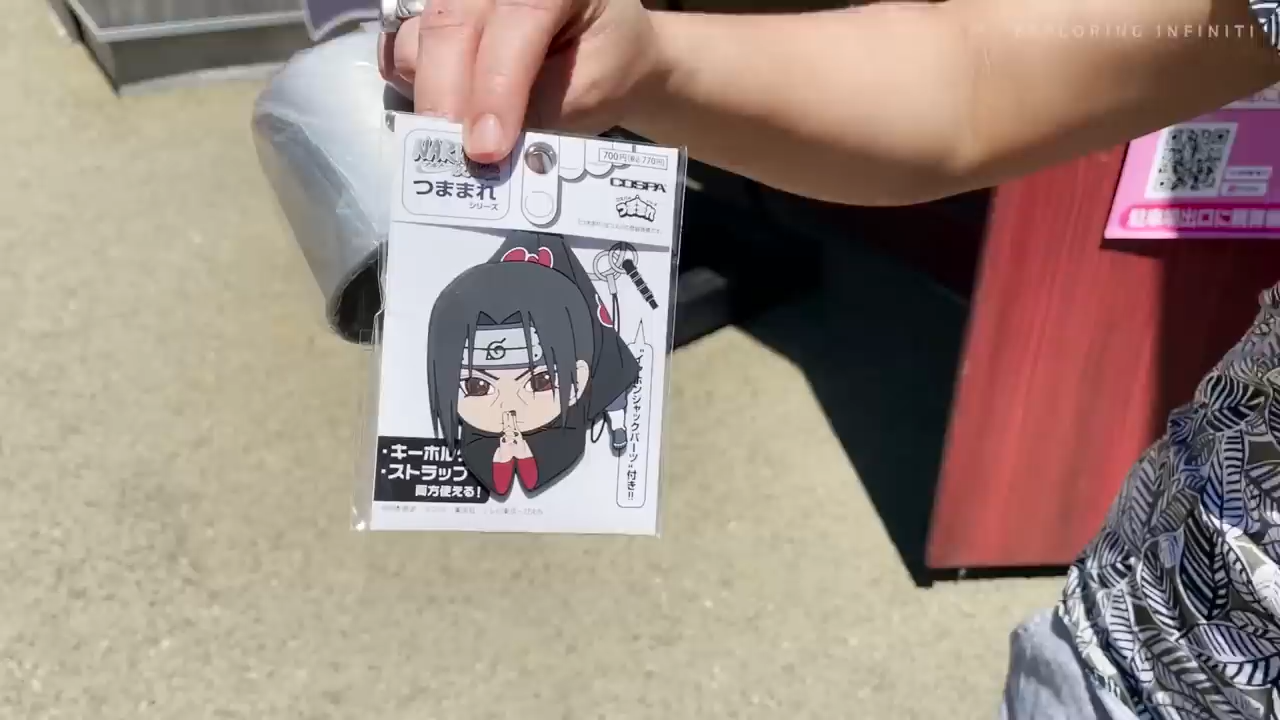 EXPLORING INFINITI
つままれ
シリーズ
700円(税込770円)
COSPA
つままれ
"イヤホンジャックパーツ"付き!!
・キーホル
・ストラップ
両方使える!